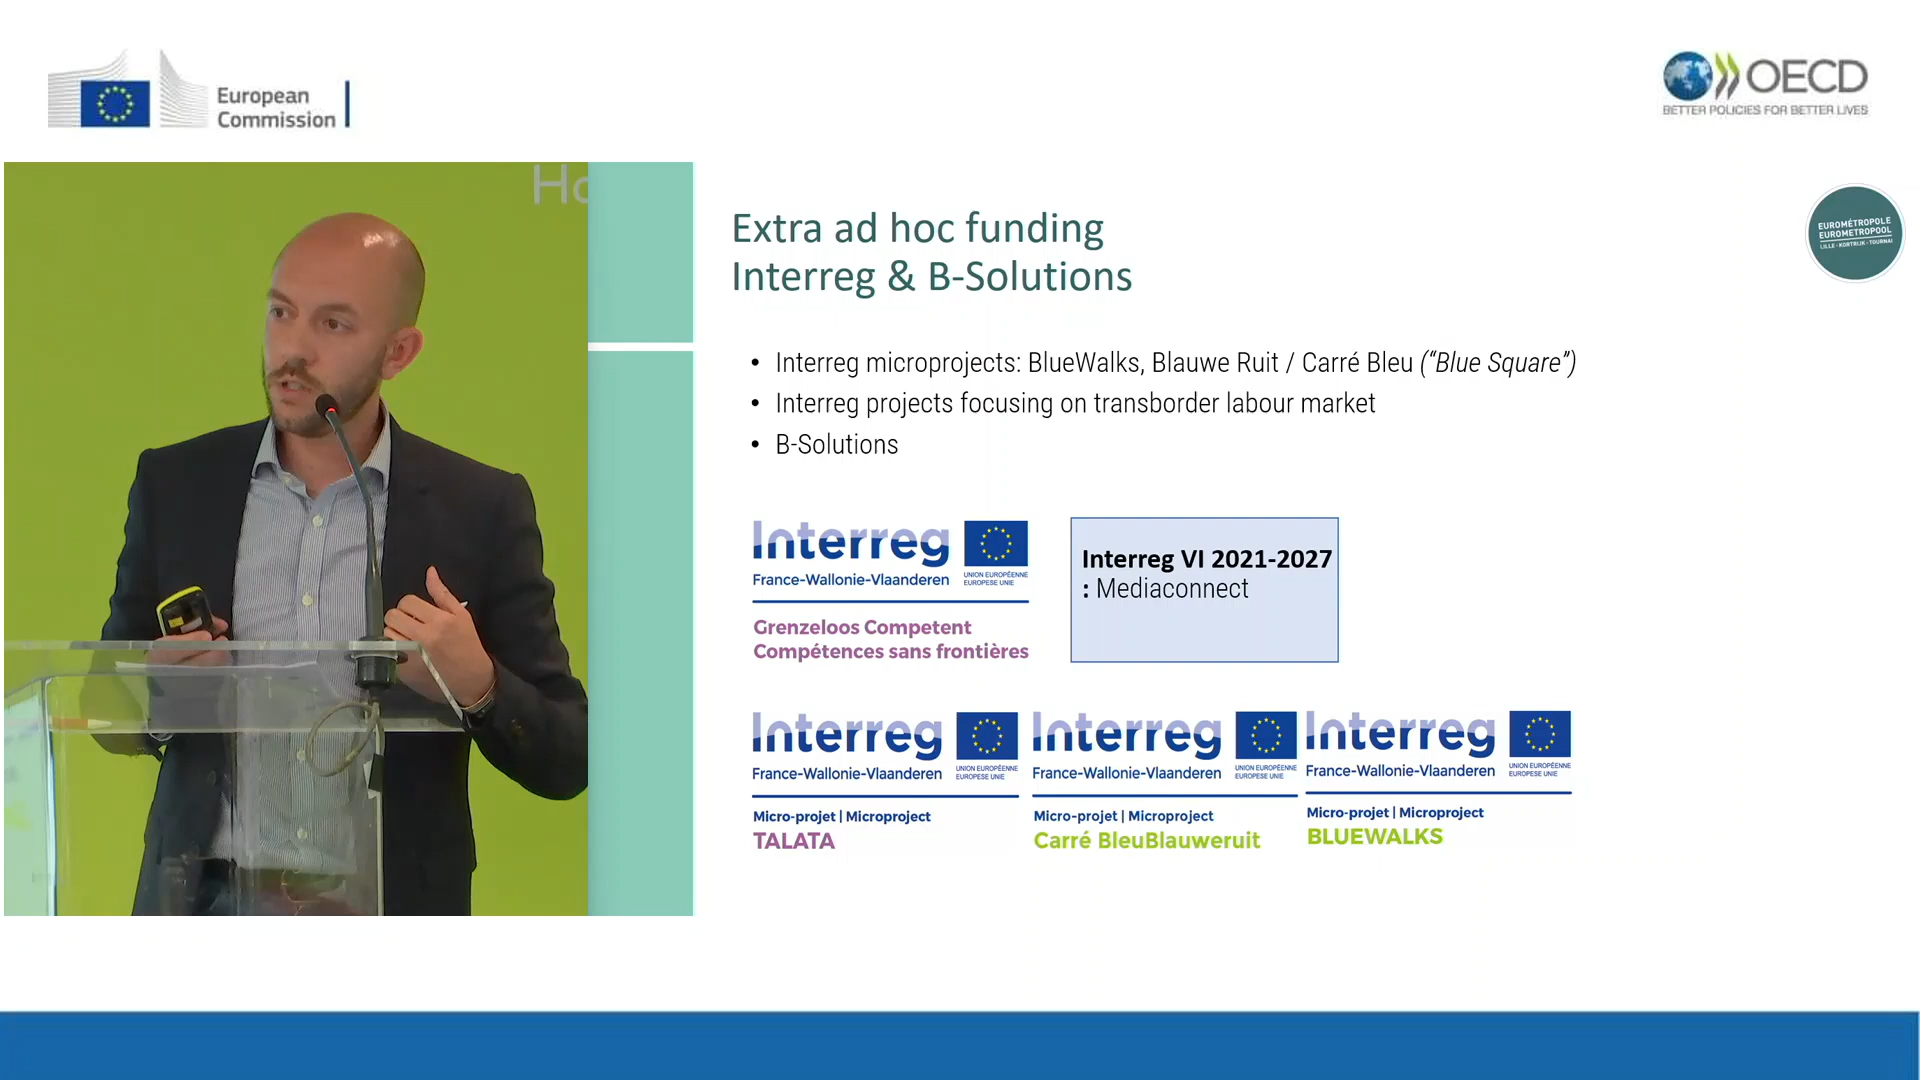 European
Commission
OECD
BETTER POLICIES FOR BETTER LIVES
EUROMÉTROPOLE
EUROMETROPOOL
LILLE-KORTRIJK-TOURNAI
Extra ad hoc funding
Interreg & B-Solutions
• Interreg microprojects: BlueWalks, Blauwe Ruit / Carré Bleu (“Blue Square”)
• Interreg projects focusing on transborder labour market
• B-Solutions
Interreg
France-Wallonie-Vlaanderen
UNION EUROPÉENNE
EUROPESE UNIE
Grenzeloos Competent
Compétences sans frontières
Interreg VI 2021-2027
: Mediaconnect
Interreg
France-Wallonie-Vlaanderen
UNION EUROPÉENNE
EUROPESE UNIE
Micro-projet | Microproject
TALATA
Interreg
France-Wallonie-Vlaanderen
UNION EUROPÉENNE
EUROPESE UNIE
Micro-projet | Microproject
Carré BleuBlauweruit
Interreg
France-Wallonie-Vlaanderen
UNION EUROPÉENNE
EUROPESE UNIE
Micro-projet | Microproject
BLUEWALKS